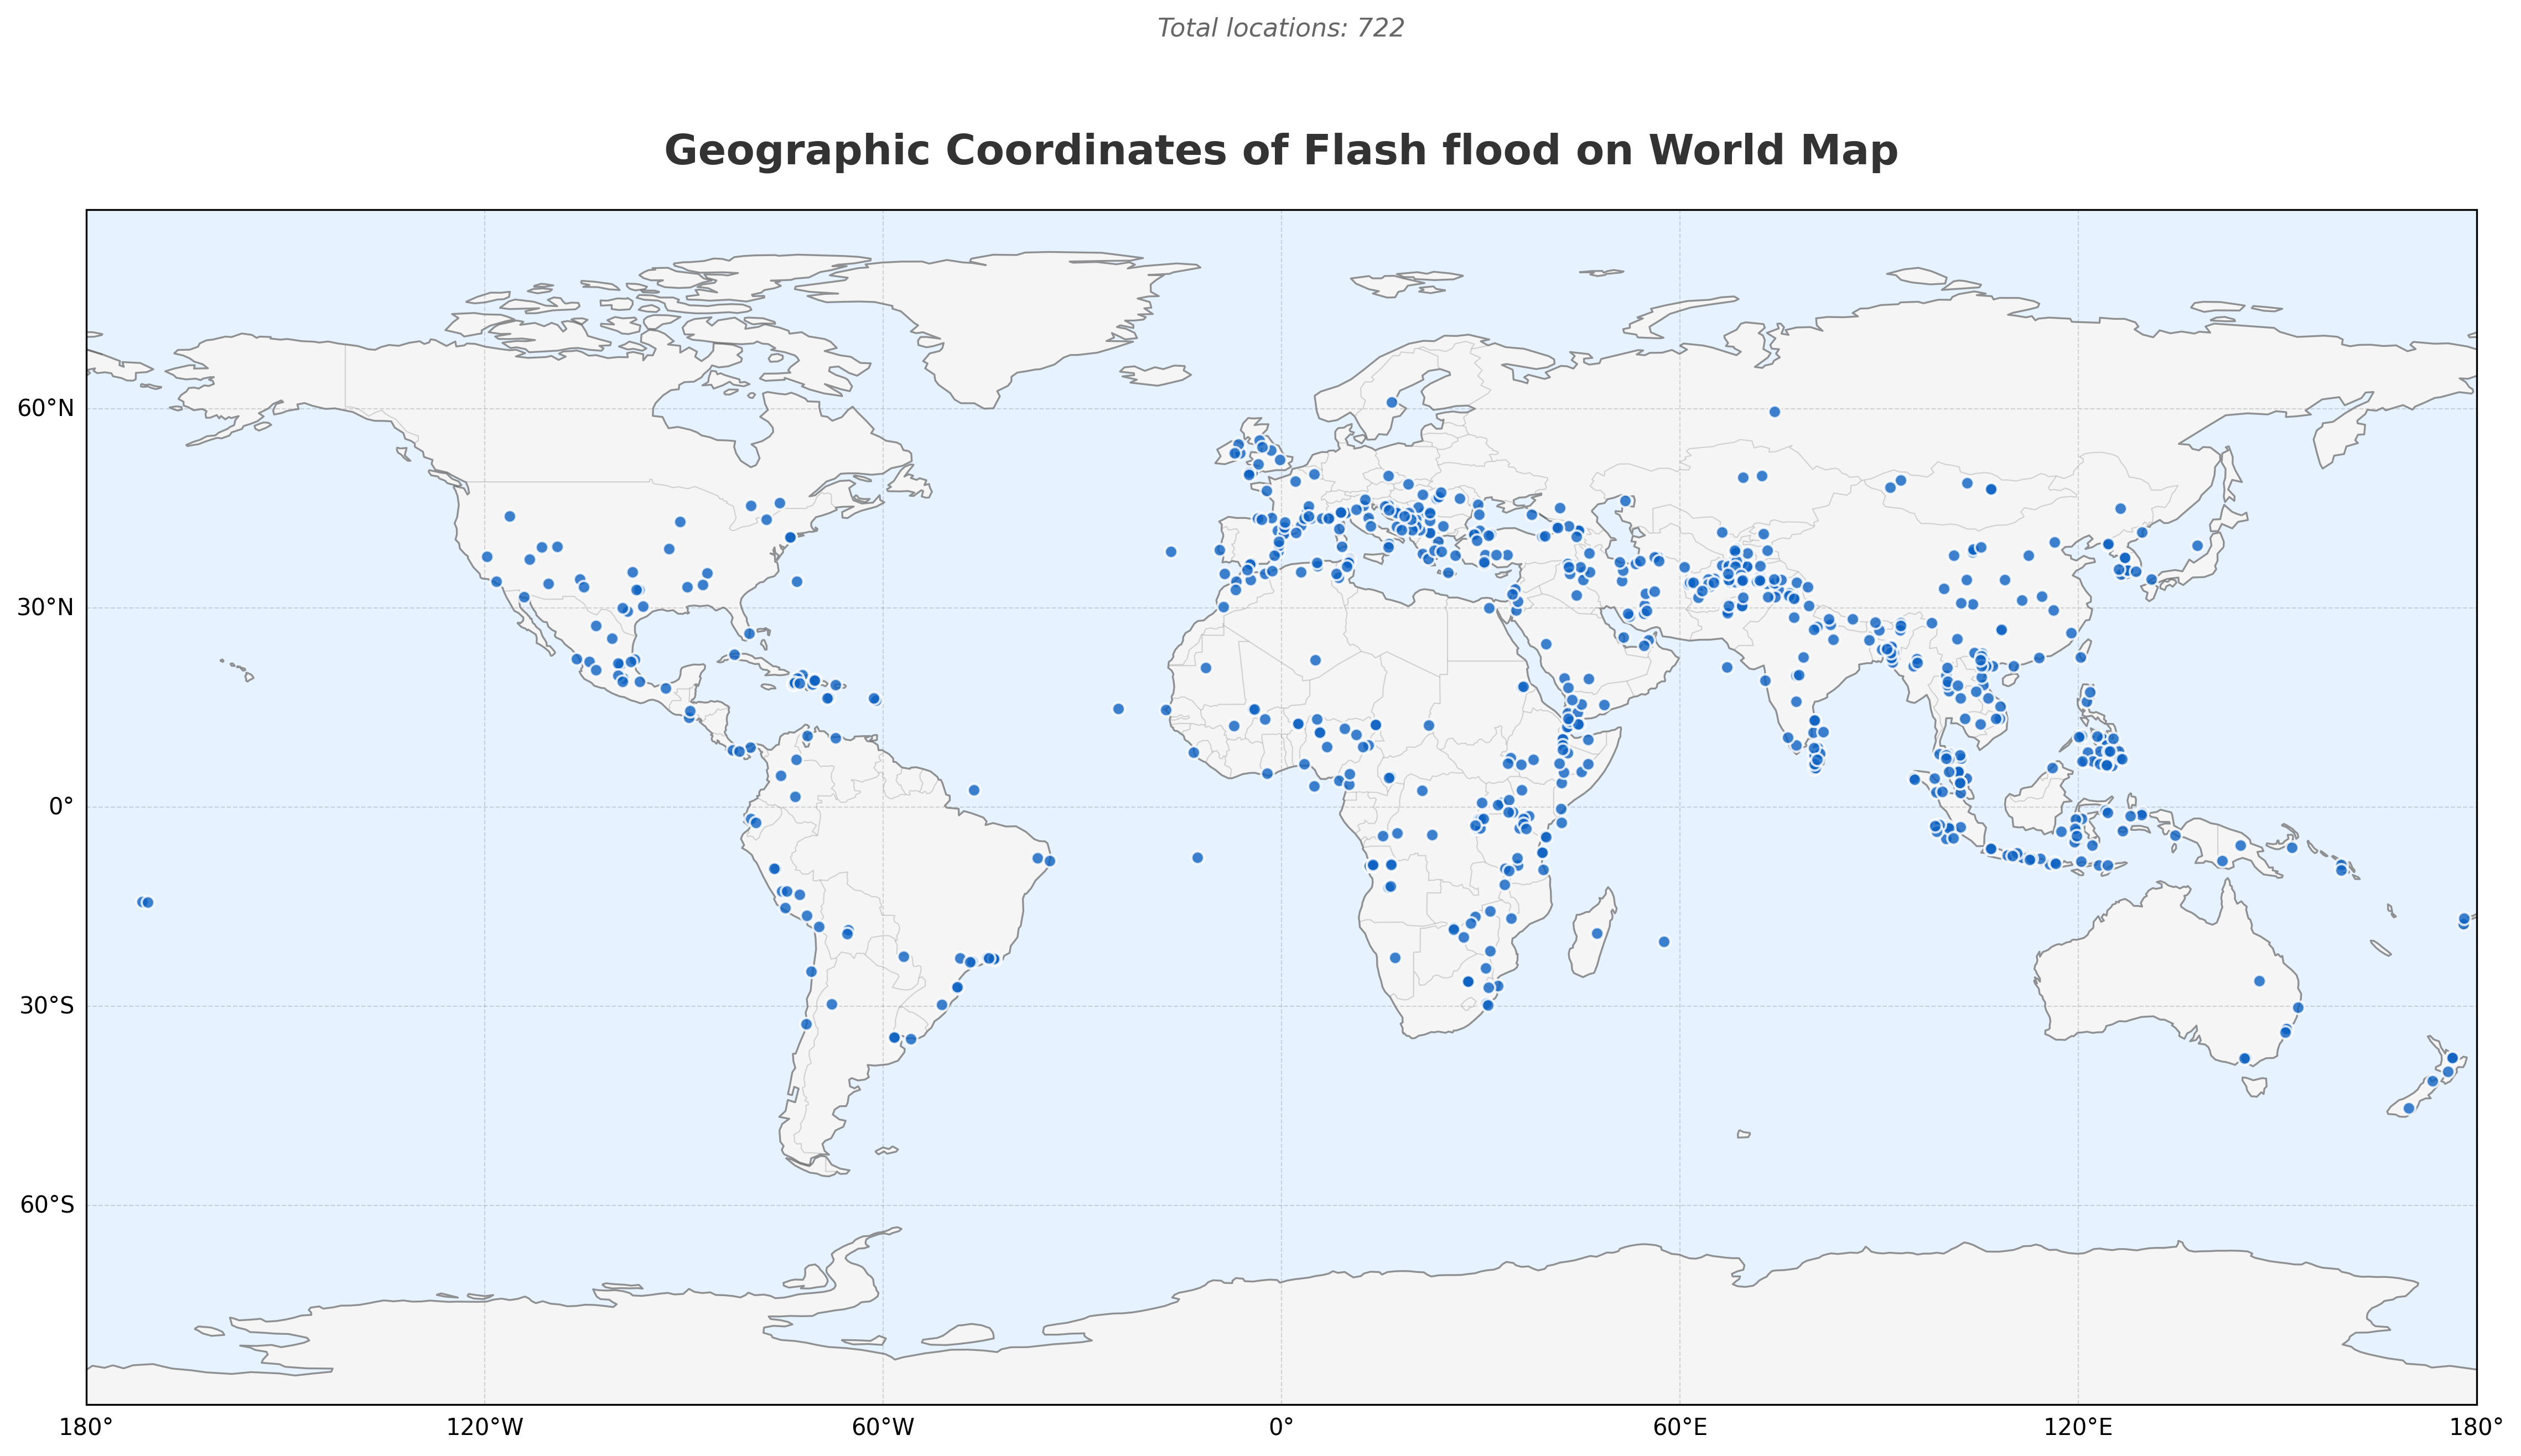 Total locations: 722
Geographic Coordinates of Flash flood on World Map
60°N
30°N
0°
30°S
60°S
180°
120°W
60°W
0°
60°E
120°E
180°